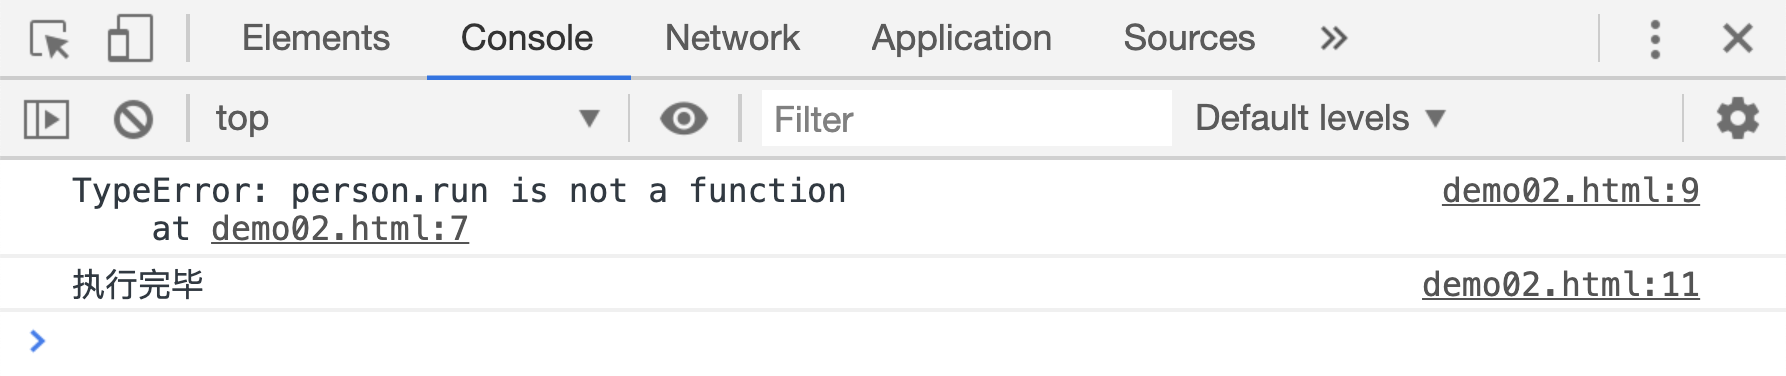 Elements Console Network Application Sources
top Filter Default levels
TypeError: person.run is not a function demo02.html:9
at demo02.html:7
执行完毕 demo02.html:11